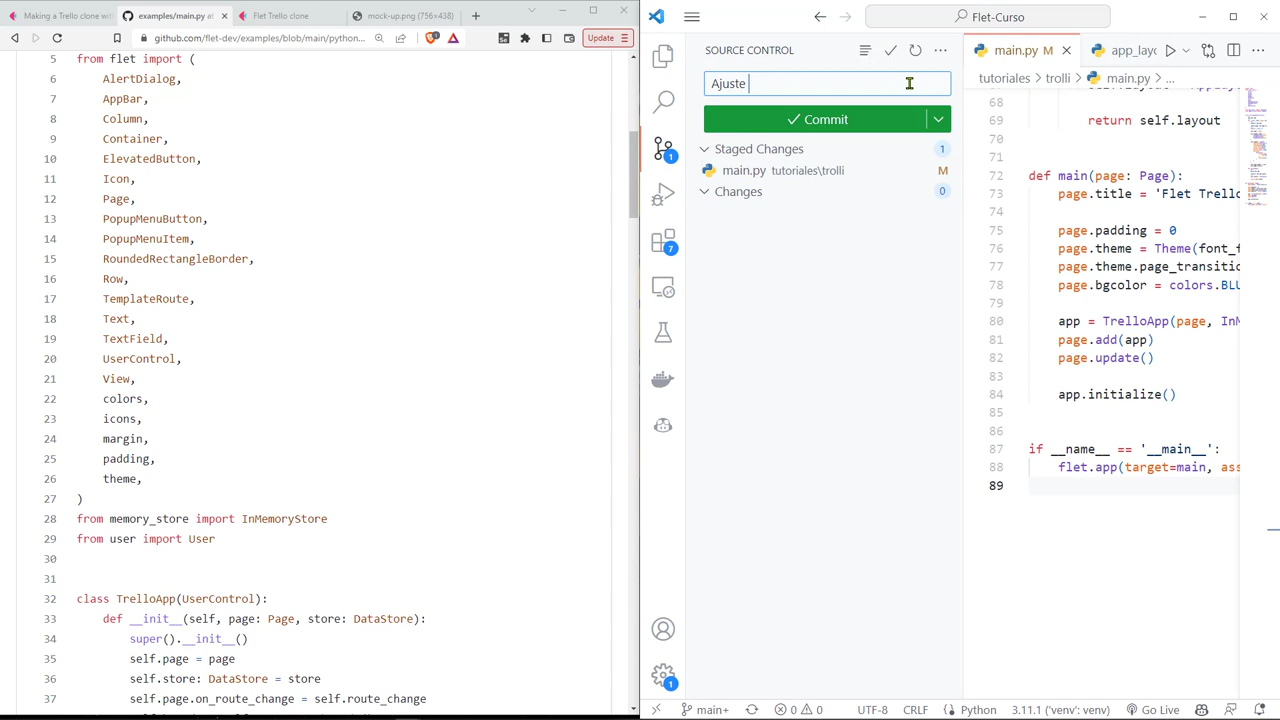 Making a Trello clone with
examples/main.py at
Flet Trello clone
mock-up.png (756×438)
github.com/flet-dev/examples/blob/main/python...
Update
5 from flet import (
6 AlertDialog,
7 AppBar,
8 Column,
9 Container,
10 ElevatedButton,
11 Icon,
12 Page,
13 PopupMenuButton,
14 PopupMenuItem,
15 RoundedRectangleBorder,
16 Row,
17 TemplateRoute,
18 Text,
19 TextField,
20 UserControl,
21 View,
22 colors,
23 icons,
24 margin,
25 padding,
26 theme,
27 )
28 from memory_store import InMemoryStore
29 from user import User
30
31
32 class TrelloApp(UserControl):
33 def __init__(self, page: Page, store: DataStore):
34 super().__init__()
35 self.page = page
36 self.store: DataStore = store
37 self.page.on_route_change = self.route_change
Flet-Curso
SOURCE CONTROL
Ajuste
Commit
Staged Changes 1
main.py tutoriales\trolli M
Changes 0
1
7
1
main.py M
app_layo
tutoriales > trolli > main.py > ...
68
69 return self.layout
70
71
72 def main(page: Page):
73 page.title = 'Flet Trello
74
75 page.padding = 0
76 page.theme = Theme(font_f
77 page.theme.page_transitio
78 page.bgcolor = colors.BLU
79
80 app = TrelloApp(page, InM
81 page.add(app)
82 page.update()
83
84 app.initialize()
85
86
87 if __name__ == '__main__':
88 flet.app(target=main, ass
89
main+ 0 0 UTF-8 CRLF Python 3.11.1 ('venv': venv) Go Live